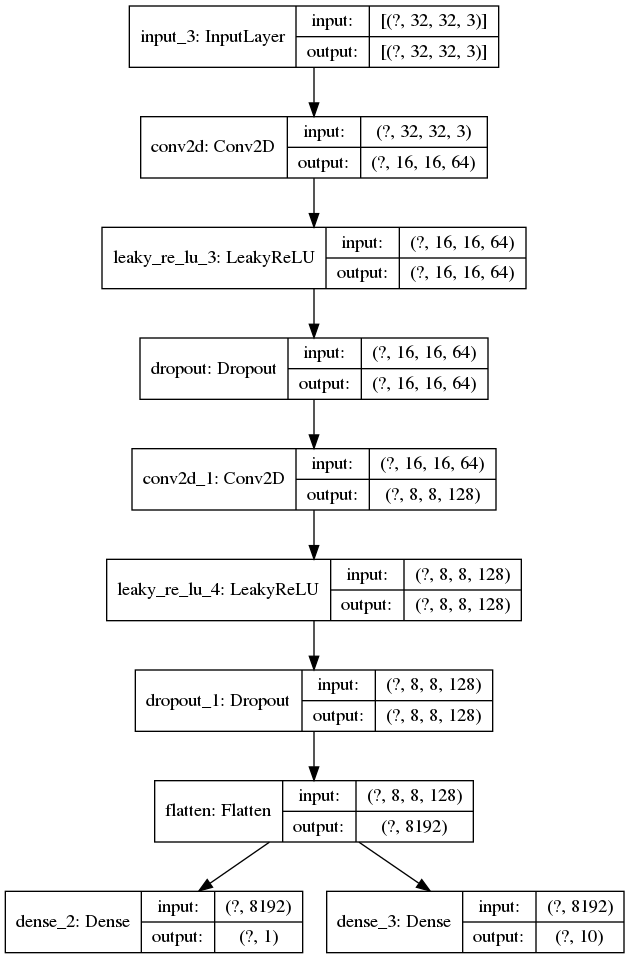 input_3: InputLayer
input: [(?, 32, 32, 3)]
output: [(?, 32, 32, 3)]
conv2d: Conv2D
input: (?, 32, 32, 3)
output: (?, 16, 16, 64)
leaky_re_lu_3: LeakyReLU
input: (?, 16, 16, 64)
output: (?, 16, 16, 64)
dropout: Dropout
input: (?, 16, 16, 64)
output: (?, 16, 16, 64)
conv2d_1: Conv2D
input: (?, 16, 16, 64)
output: (?, 8, 8, 128)
leaky_re_lu_4: LeakyReLU
input: (?, 8, 8, 128)
output: (?, 8, 8, 128)
dropout_1: Dropout
input: (?, 8, 8, 128)
output: (?, 8, 8, 128)
flatten: Flatten
input: (?, 8, 8, 128)
output: (?, 8192)
dense_2: Dense
input: (?, 8192)
output: (?, 1)
dense_3: Dense
input: (?, 8192)
output: (?, 10)